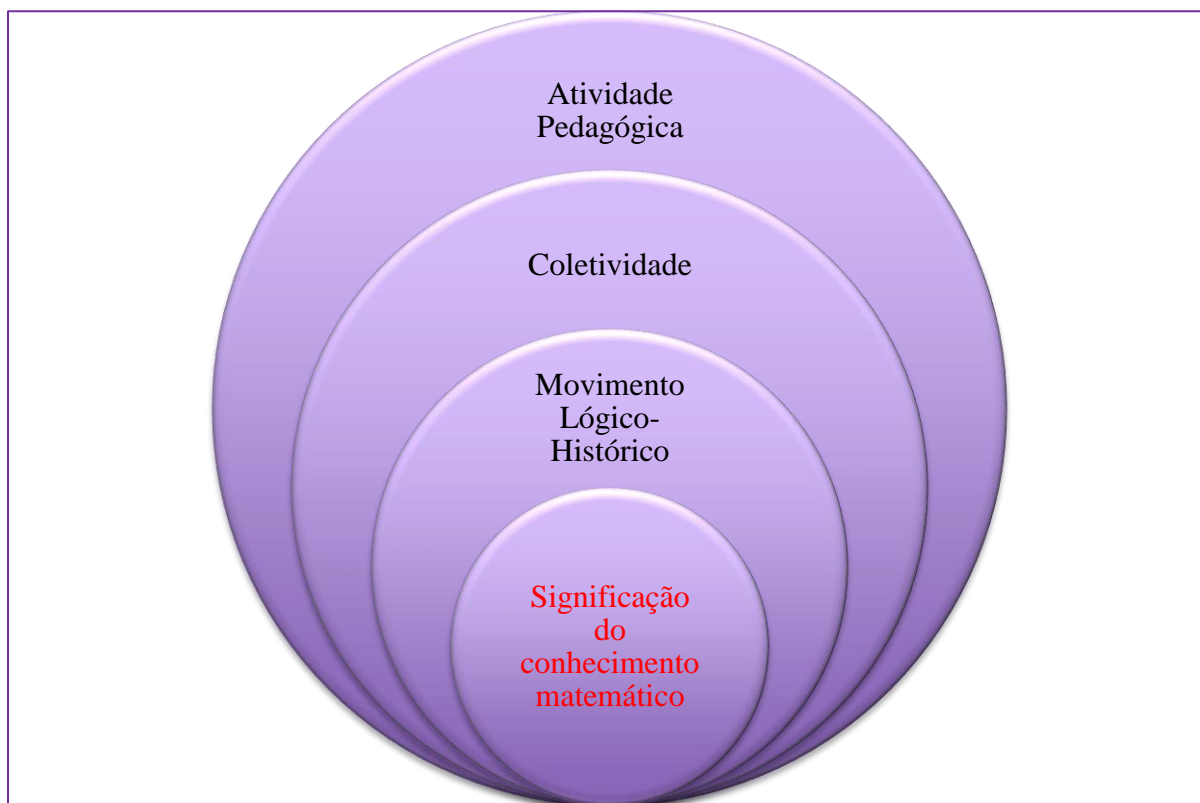 Atividade
Pedagógica
Coletividade
Movimento
Lógico-
Histórico
Significação
do
conhecimento
matemático